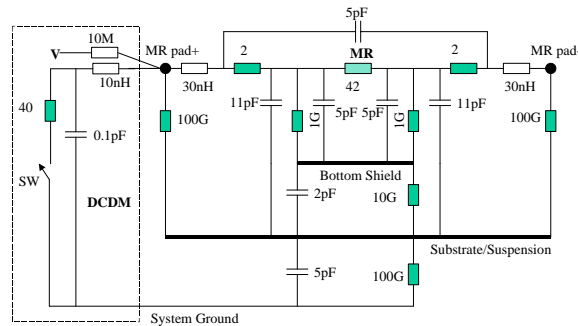 5pF
10M
V
MR pad+
2
MR
2
MR pad-
10nH
30nH
42
30nH
40
11pF
1G
5pF
5pF
1G
11pF
0.1pF
100G
100G
Bottom Shield
SW
2pF
10G
DCDM
Substrate/Suspension
5pF
100G
System Ground